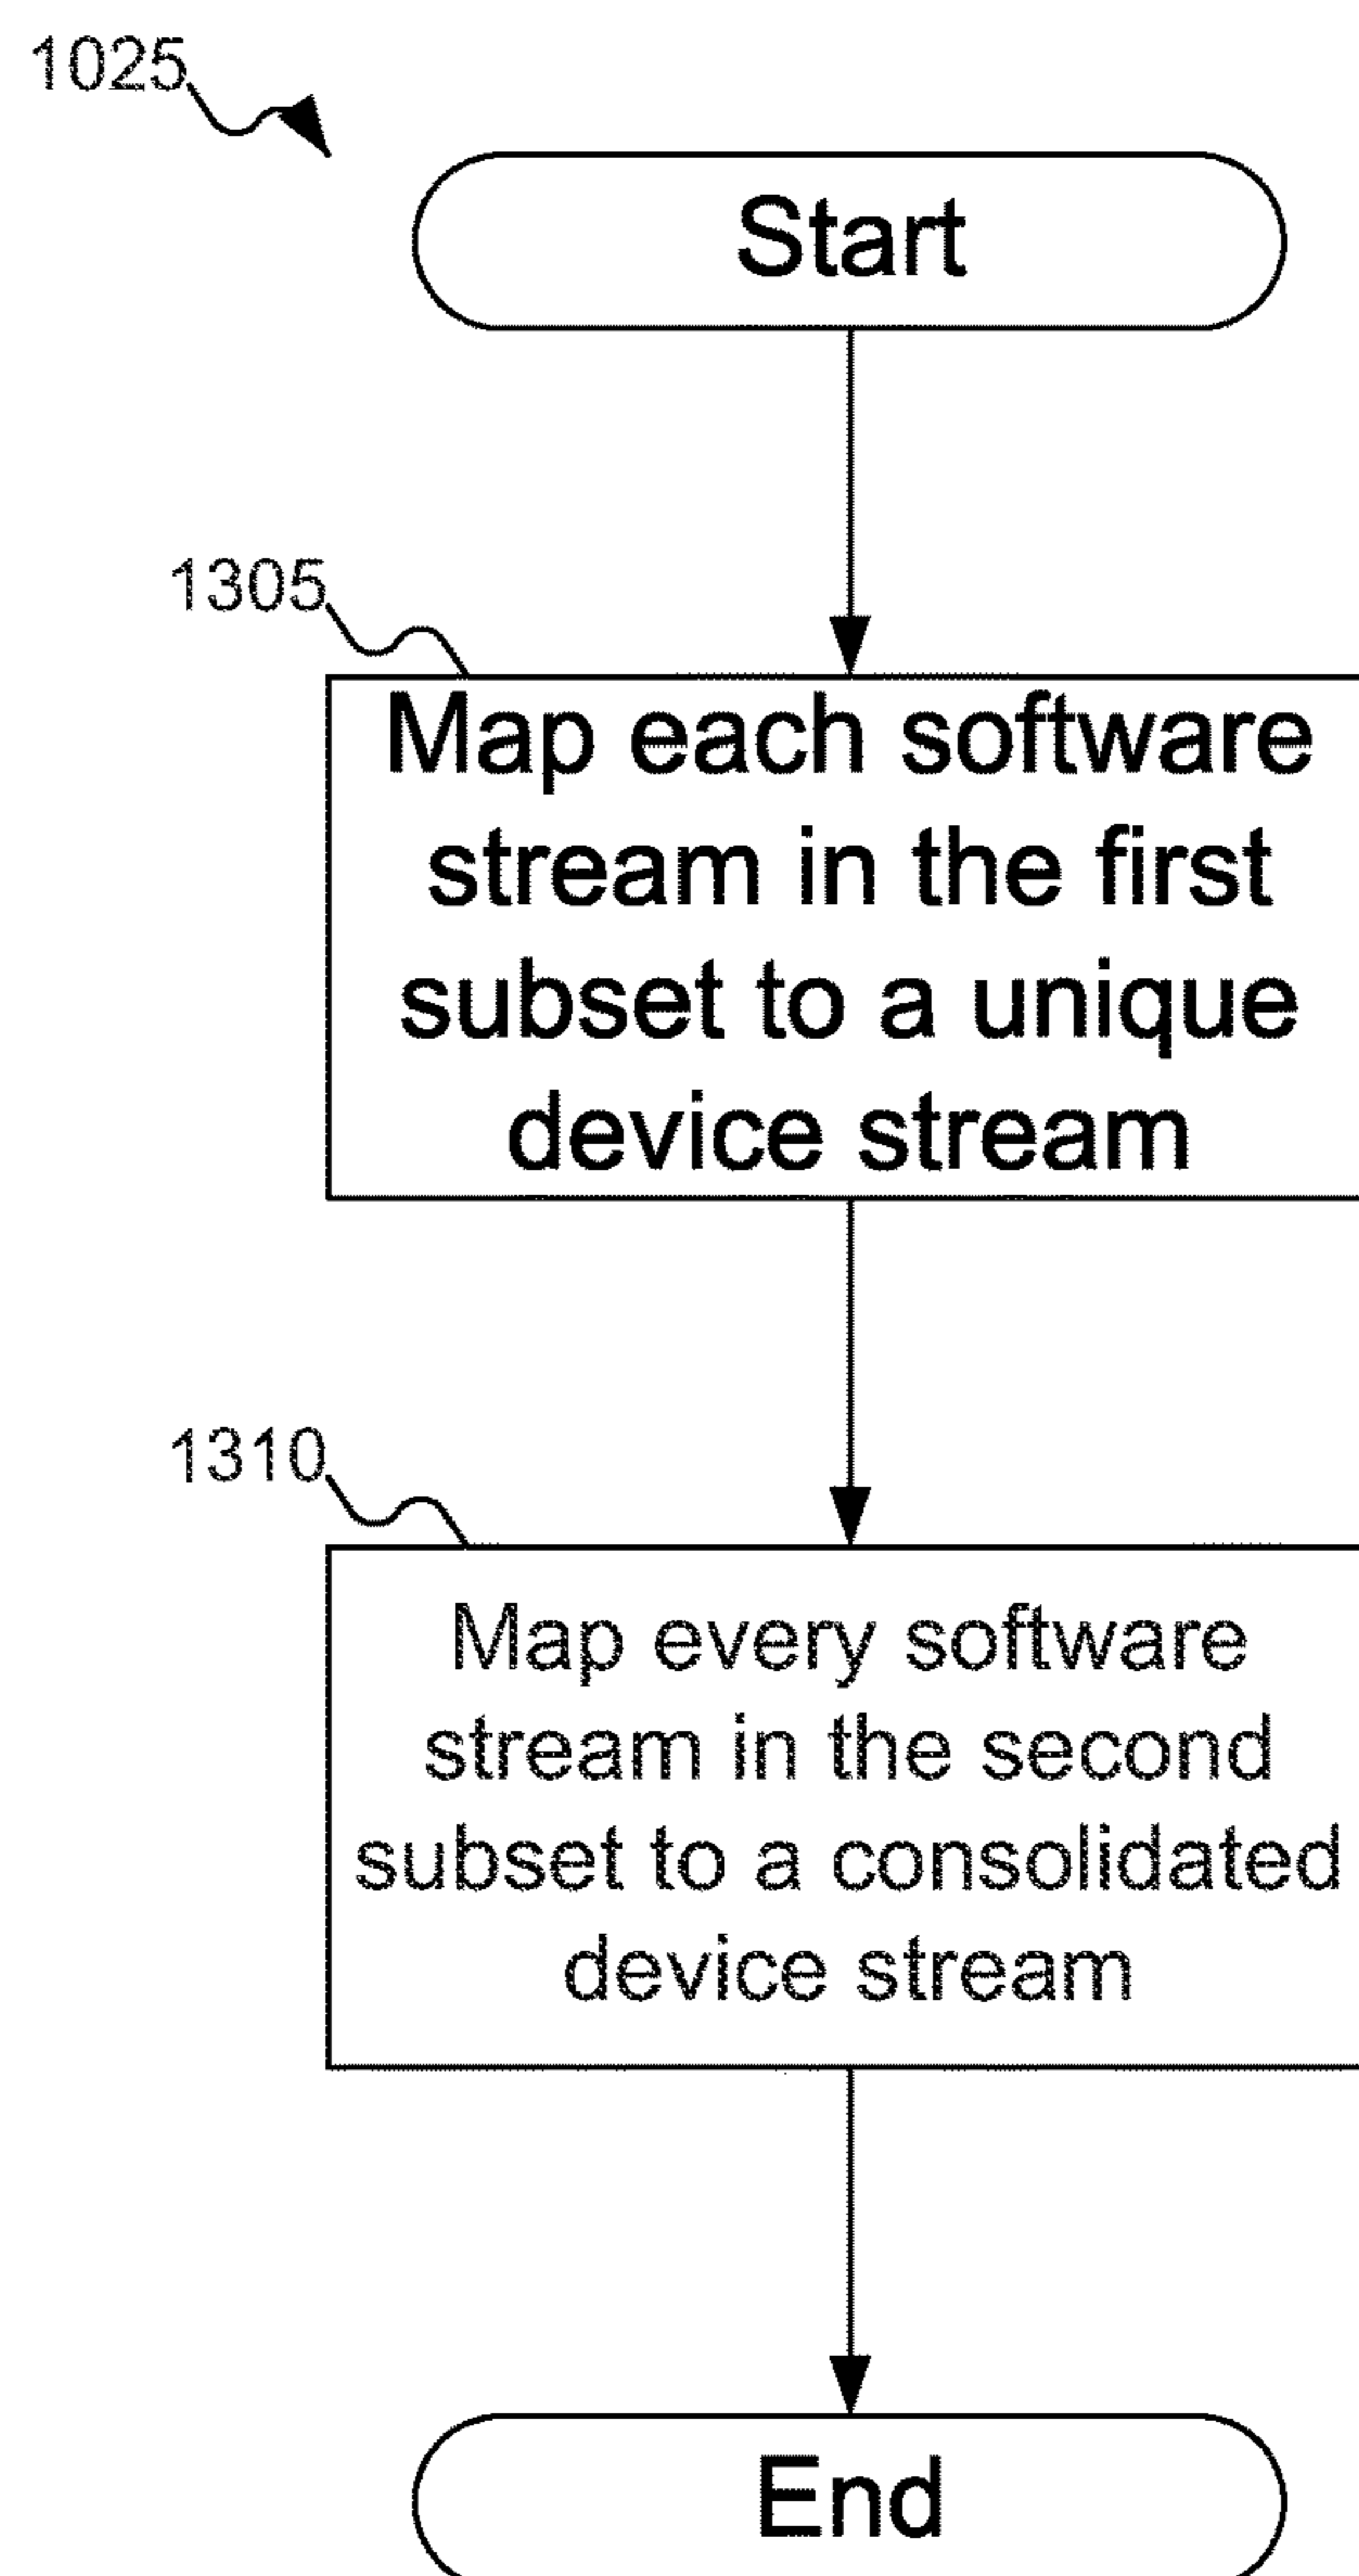 1025
Start
1305
Map each software
stream in the first
subset to a unique
device stream
1310
Map every software
stream in the second
subset to a consolidated
device stream
End